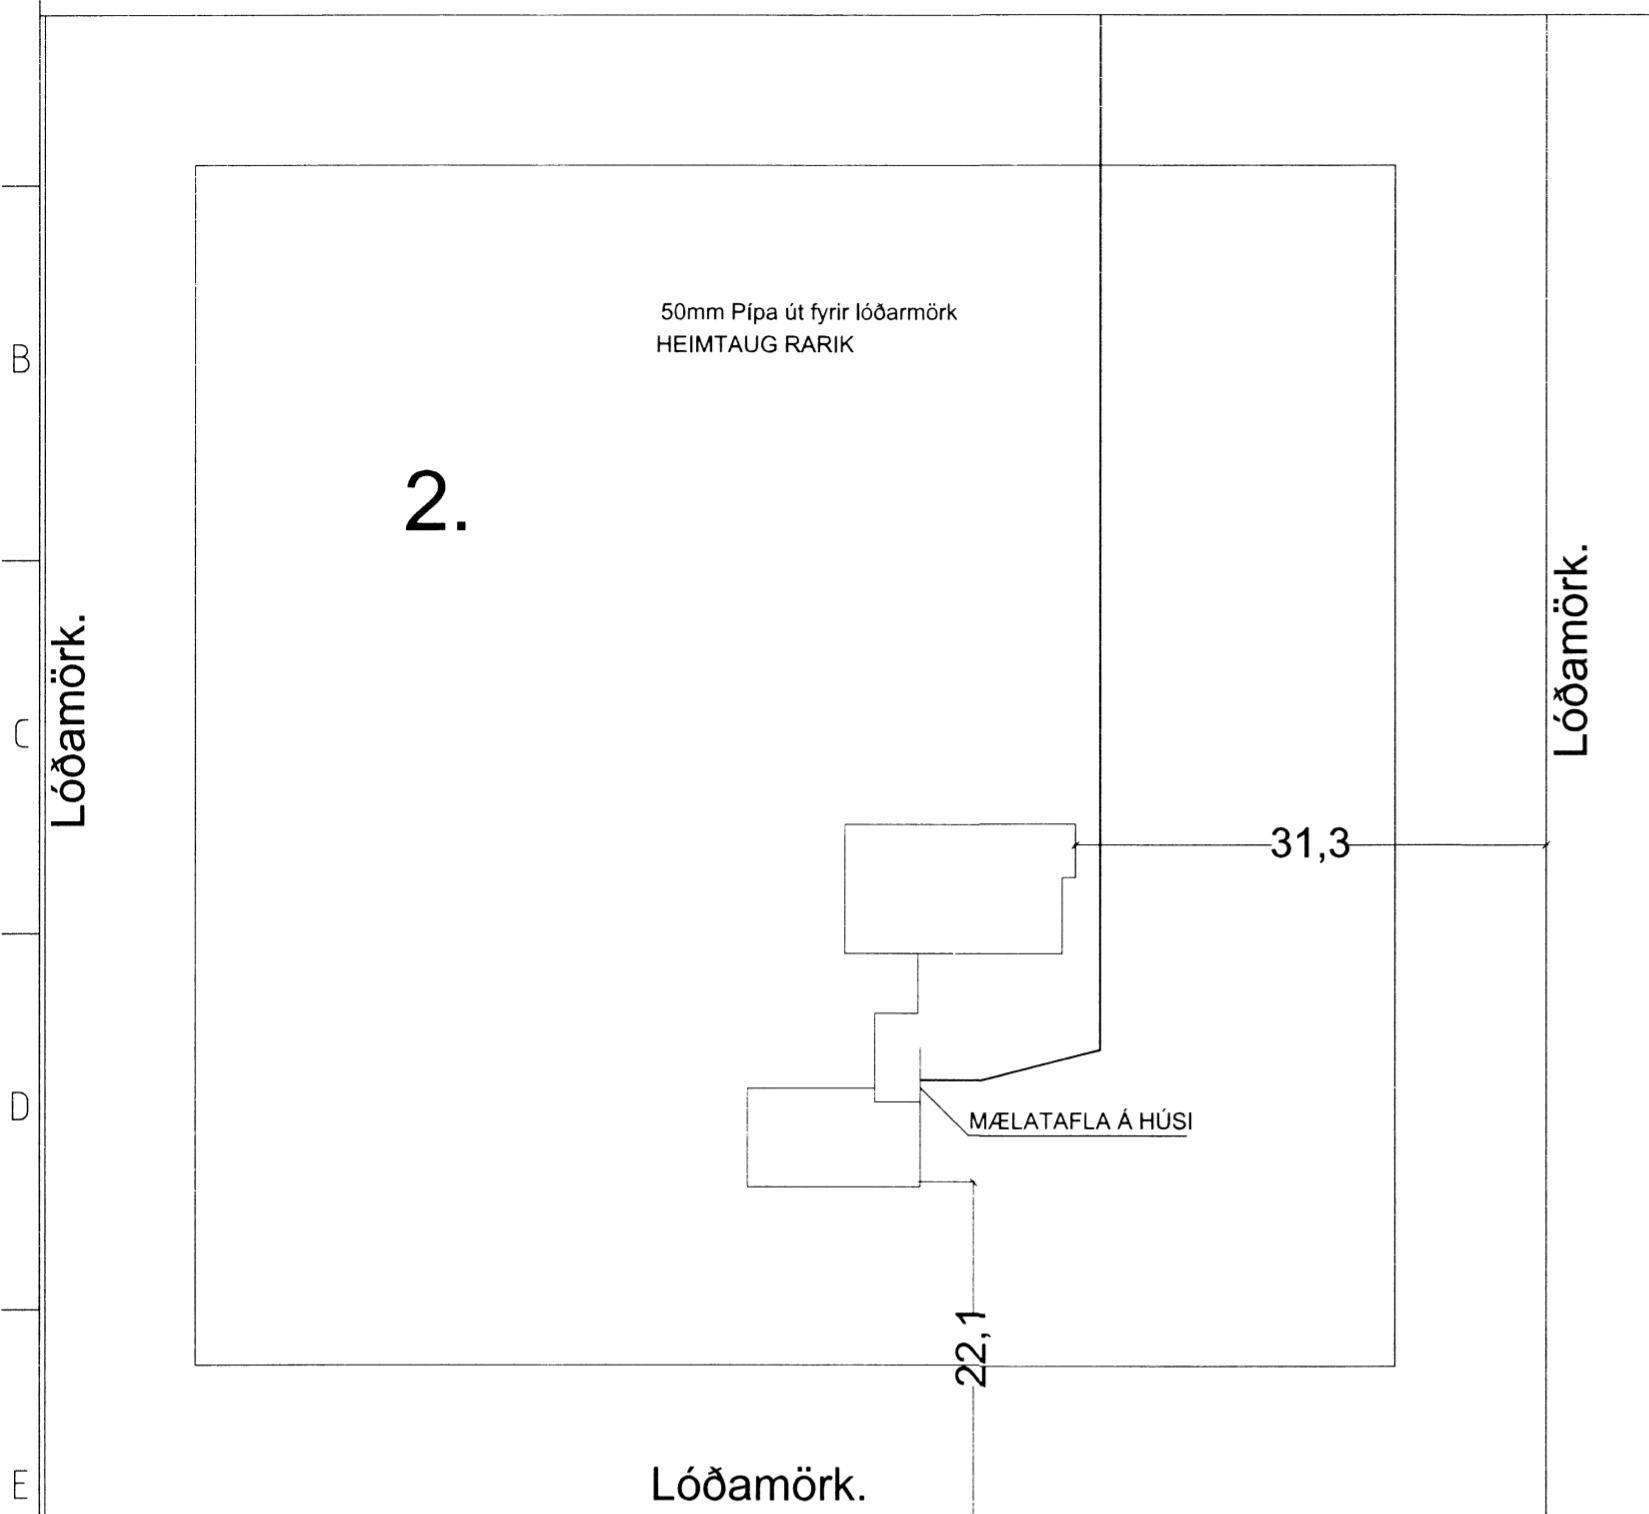 50mm Pípa út fyrir lóðarmörk
HEIMTAUG RARIK
B
2.
Lóðamörk.
Lóðamörk.
C
31,3
D
MÆLATAFLA Á HÚSI
22,1
E
Lóðamörk.